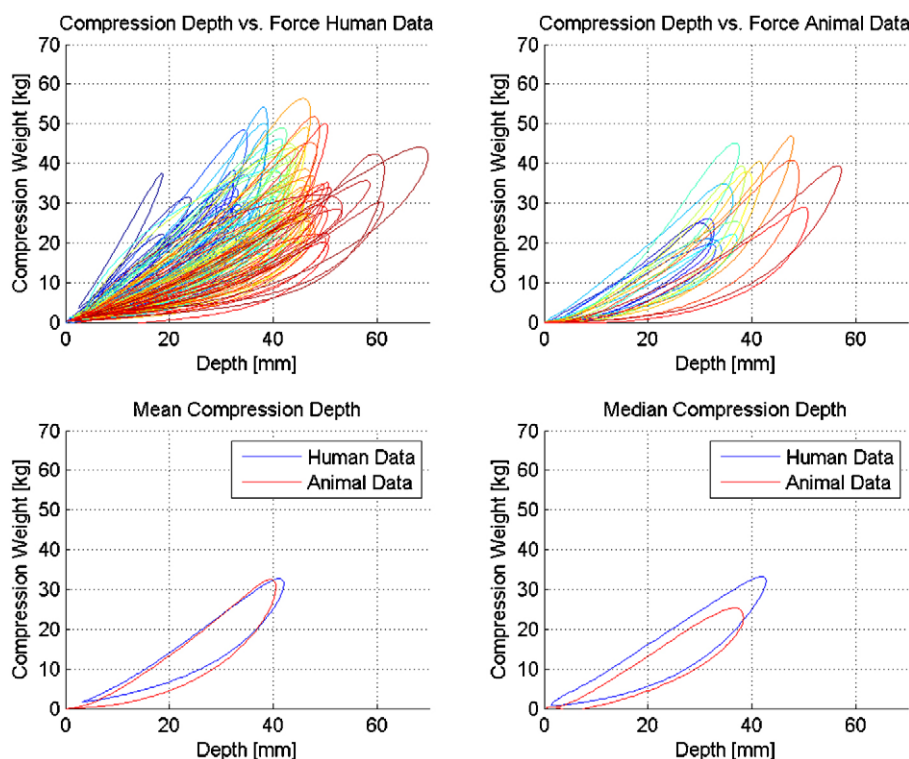 Compression Depth vs. Force Human Data
70
60
50
40
30
20
10
0
Compression Weight [kg]
0 20 40 60
Depth [mm]
Compression Depth vs. Force Animal Data
70
60
50
40
30
20
10
0
Compression Weight [kg]
0 20 40 60
Depth [mm]
Mean Compression Depth
70
60
50
40
30
20
10
0
Compression Weight [kg]
Human Data
Animal Data
0 20 40 60
Depth [mm]
Median Compression Depth
70
60
50
40
30
20
10
0
Compression Weight [kg]
Human Data
Animal Data
0 20 40 60
Depth [mm]